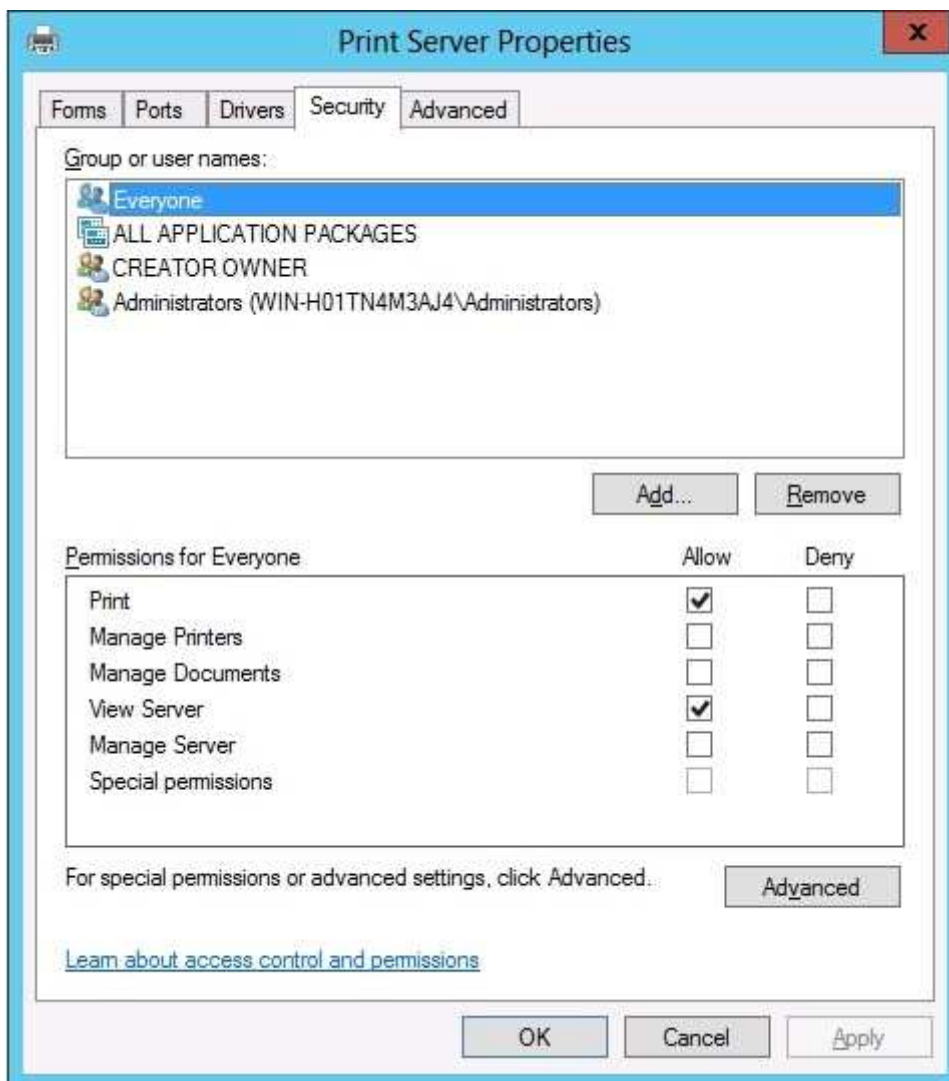 Print Server Properties
x
Forms Ports Drivers Security Advanced
Group or user names:
Everyone
ALL APPLICATION PACKAGES
CREATOR OWNER
Administrators (WIN-H01TN4M3AJ4\Administrators)
Add... Remove
Permissions for Everyone Allow Deny
Print
Manage Printers
Manage Documents
View Server
Manage Server
Special permissions
For special permissions or advanced settings, click Advanced. Advanced
Learn about access control and permissions
OK Cancel Apply